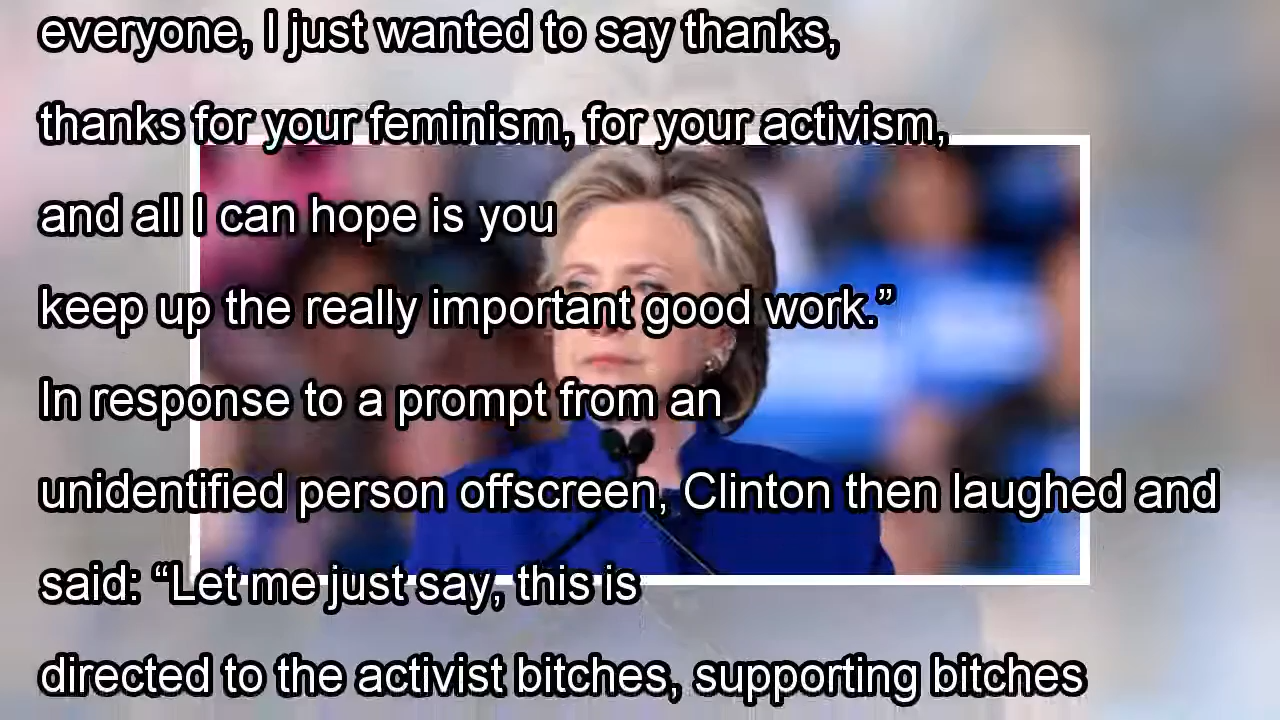 everyone, I just wanted to say thanks,
thanks for your feminism, for your activism,
and all I can hope is you
keep up the really important good work.”
In response to a prompt from an
unidentified person offscreen, Clinton then laughed and
said: “Let me just say, this is
directed to the activist bitches, supporting bitches